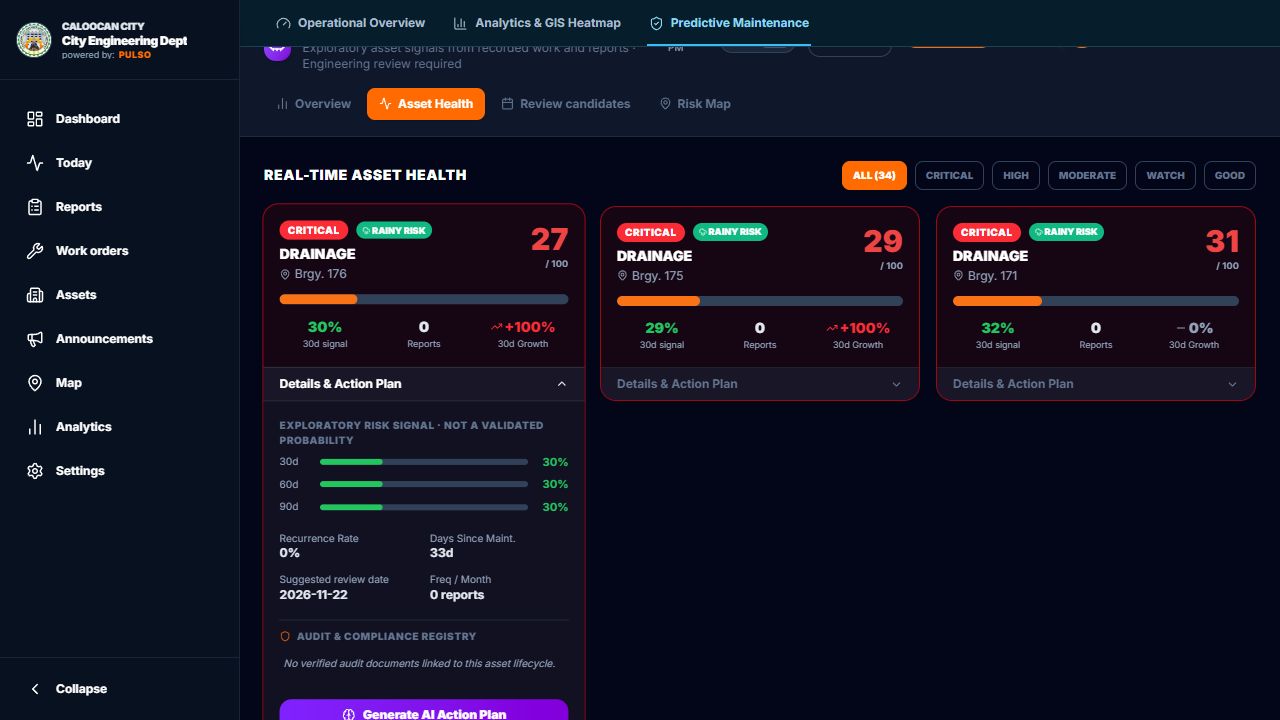 CALOOCAN CITY
City Engineering Dept
powered by: PULSO
Dashboard
Today
Reports
Work orders
Assets
Announcements
Map
Analytics
Settings
Collapse
Operational Overview
Analytics & GIS Heatmap
Predictive Maintenance
Exploratory asset signals from recorded work and reports ·
Engineering review required
PM
Overview
Asset Health
Review candidates
Risk Map
REAL-TIME ASSET HEALTH
ALL (34)
CRITICAL
HIGH
MODERATE
WATCH
GOOD
CRITICAL
RAINY RISK
27
/ 100
DRAINAGE
Brgy. 176
30%
30d signal
0
Reports
+100%
30d Growth
Details & Action Plan
EXPLORATORY RISK SIGNAL · NOT A VALIDATED
PROBABILITY
30d 30%
60d 30%
90d 30%
Recurrence Rate
0%
Days Since Maint.
33d
Suggested review date
2026-11-22
Freq / Month
0 reports
AUDIT & COMPLIANCE REGISTRY
No verified audit documents linked to this asset lifecycle.
Generate AI Action Plan
CRITICAL
RAINY RISK
29
/ 100
DRAINAGE
Brgy. 175
29%
30d signal
0
Reports
+100%
30d Growth
Details & Action Plan
CRITICAL
RAINY RISK
31
/ 100
DRAINAGE
Brgy. 171
32%
30d signal
0
Reports
0%
30d Growth
Details & Action Plan